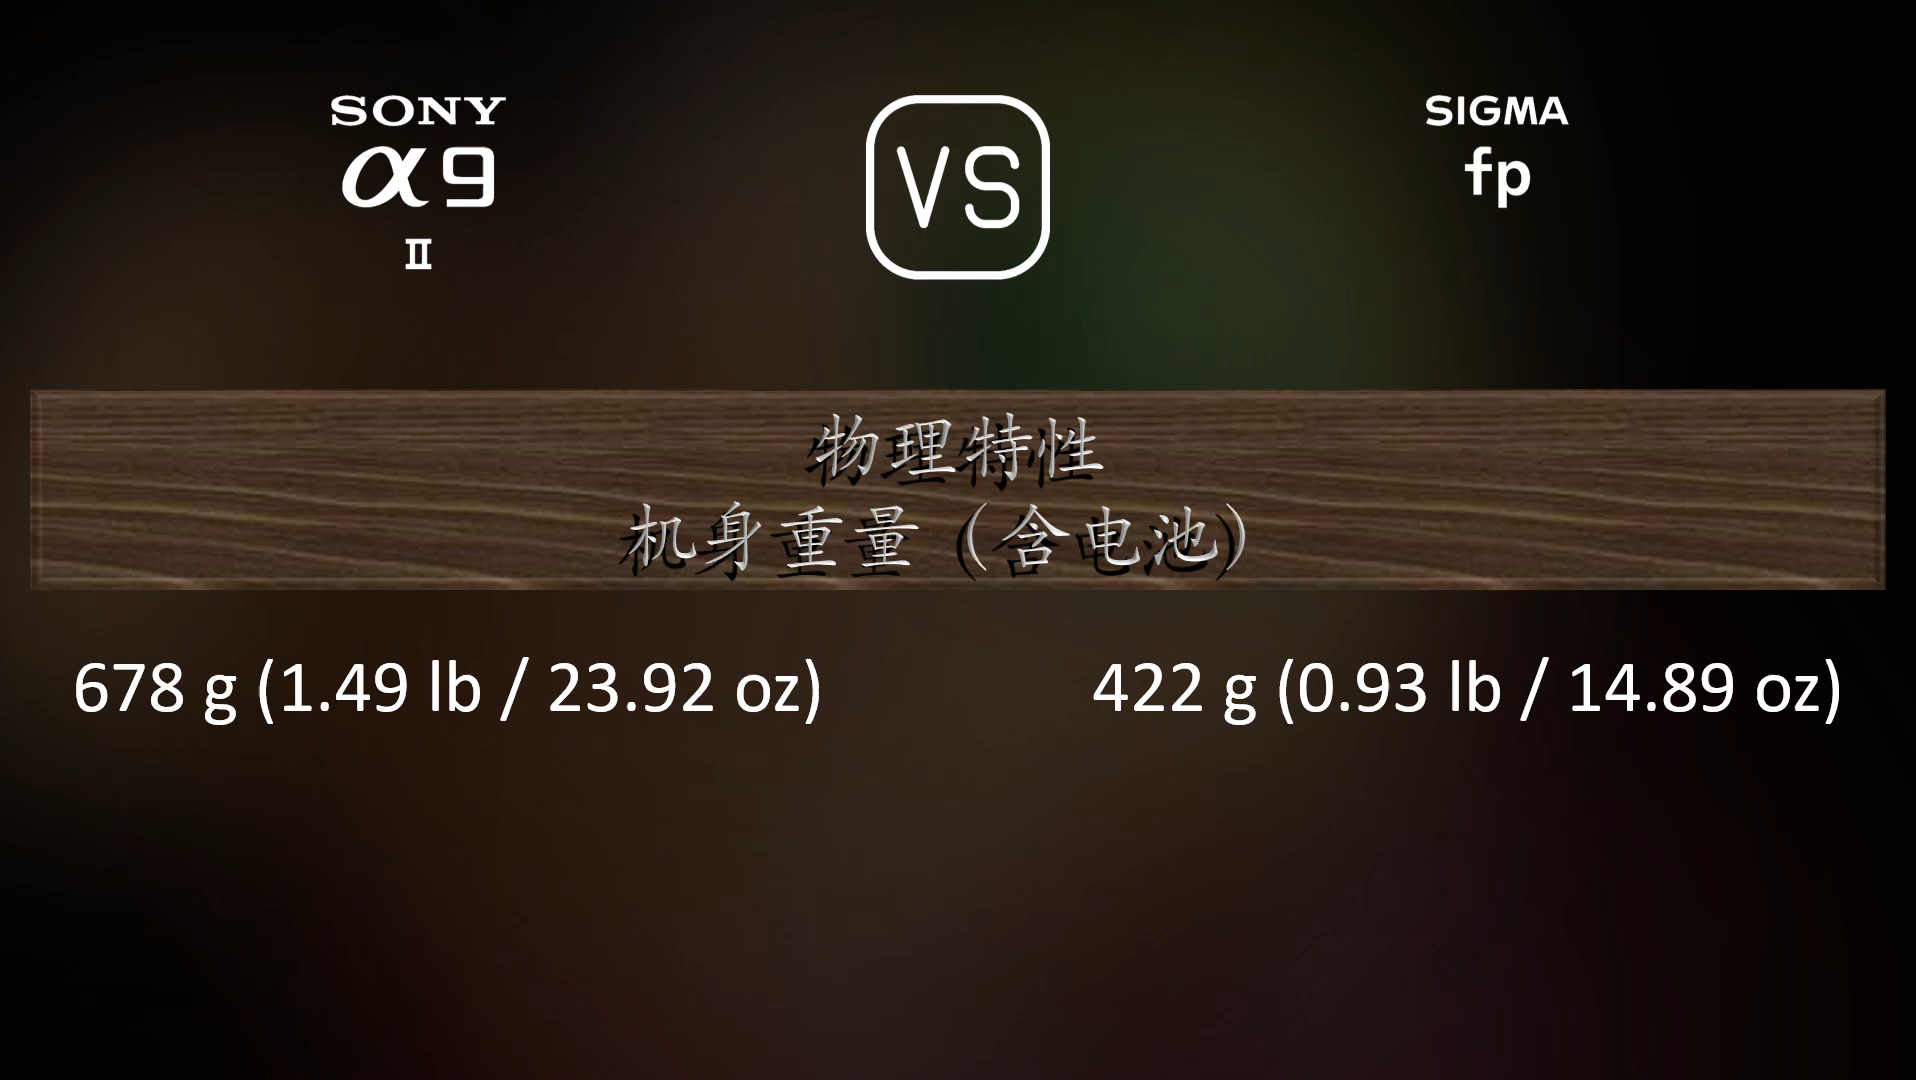 SONY
α9
II
VS
SIGMA
fp
物理特性
机身重量（含电池）
678 g (1.49 lb / 23.92 oz)
422 g (0.93 lb / 14.89 oz)